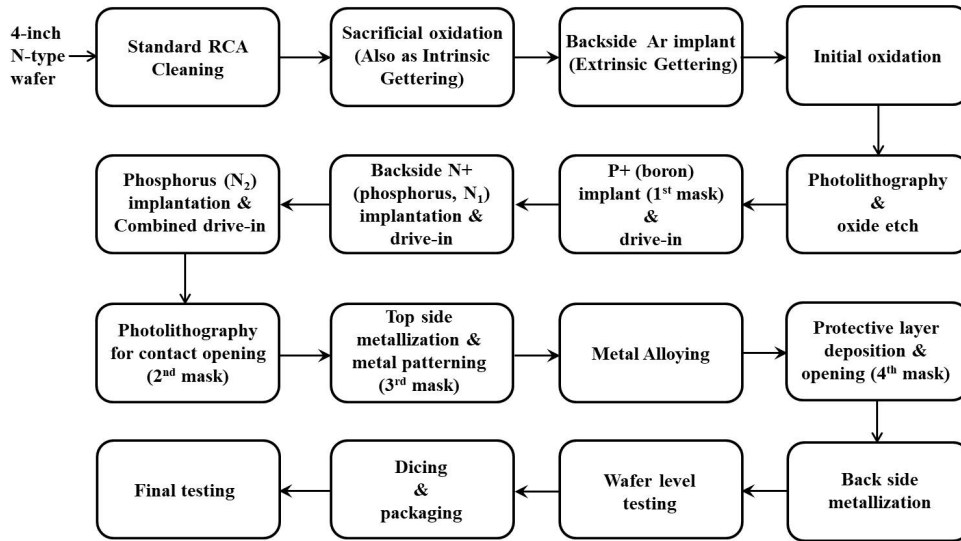 4-inch
N-type
wafer
Standard RCA
Cleaning
Sacrificial oxidation
(Also as Intrinsic
Gettering)
Backside Ar implant
(Extrinsic Gettering)
Initial oxidation
Photolithography
&
oxide etch
P+ (boron)
implant (1st mask)
&
drive-in
Backside N+
(phosphorus, N₁)
implantation &
drive-in
Phosphorus (N₂)
implantation &
Combined drive-in
Photolithography
for contact opening
(2nd mask)
Top side
metallization &
metal patterning
(3rd mask)
Metal Alloying
Protective layer
deposition &
opening (4th mask)
Back side
metallization
Wafer level
testing
Dicing
&
packaging
Final testing